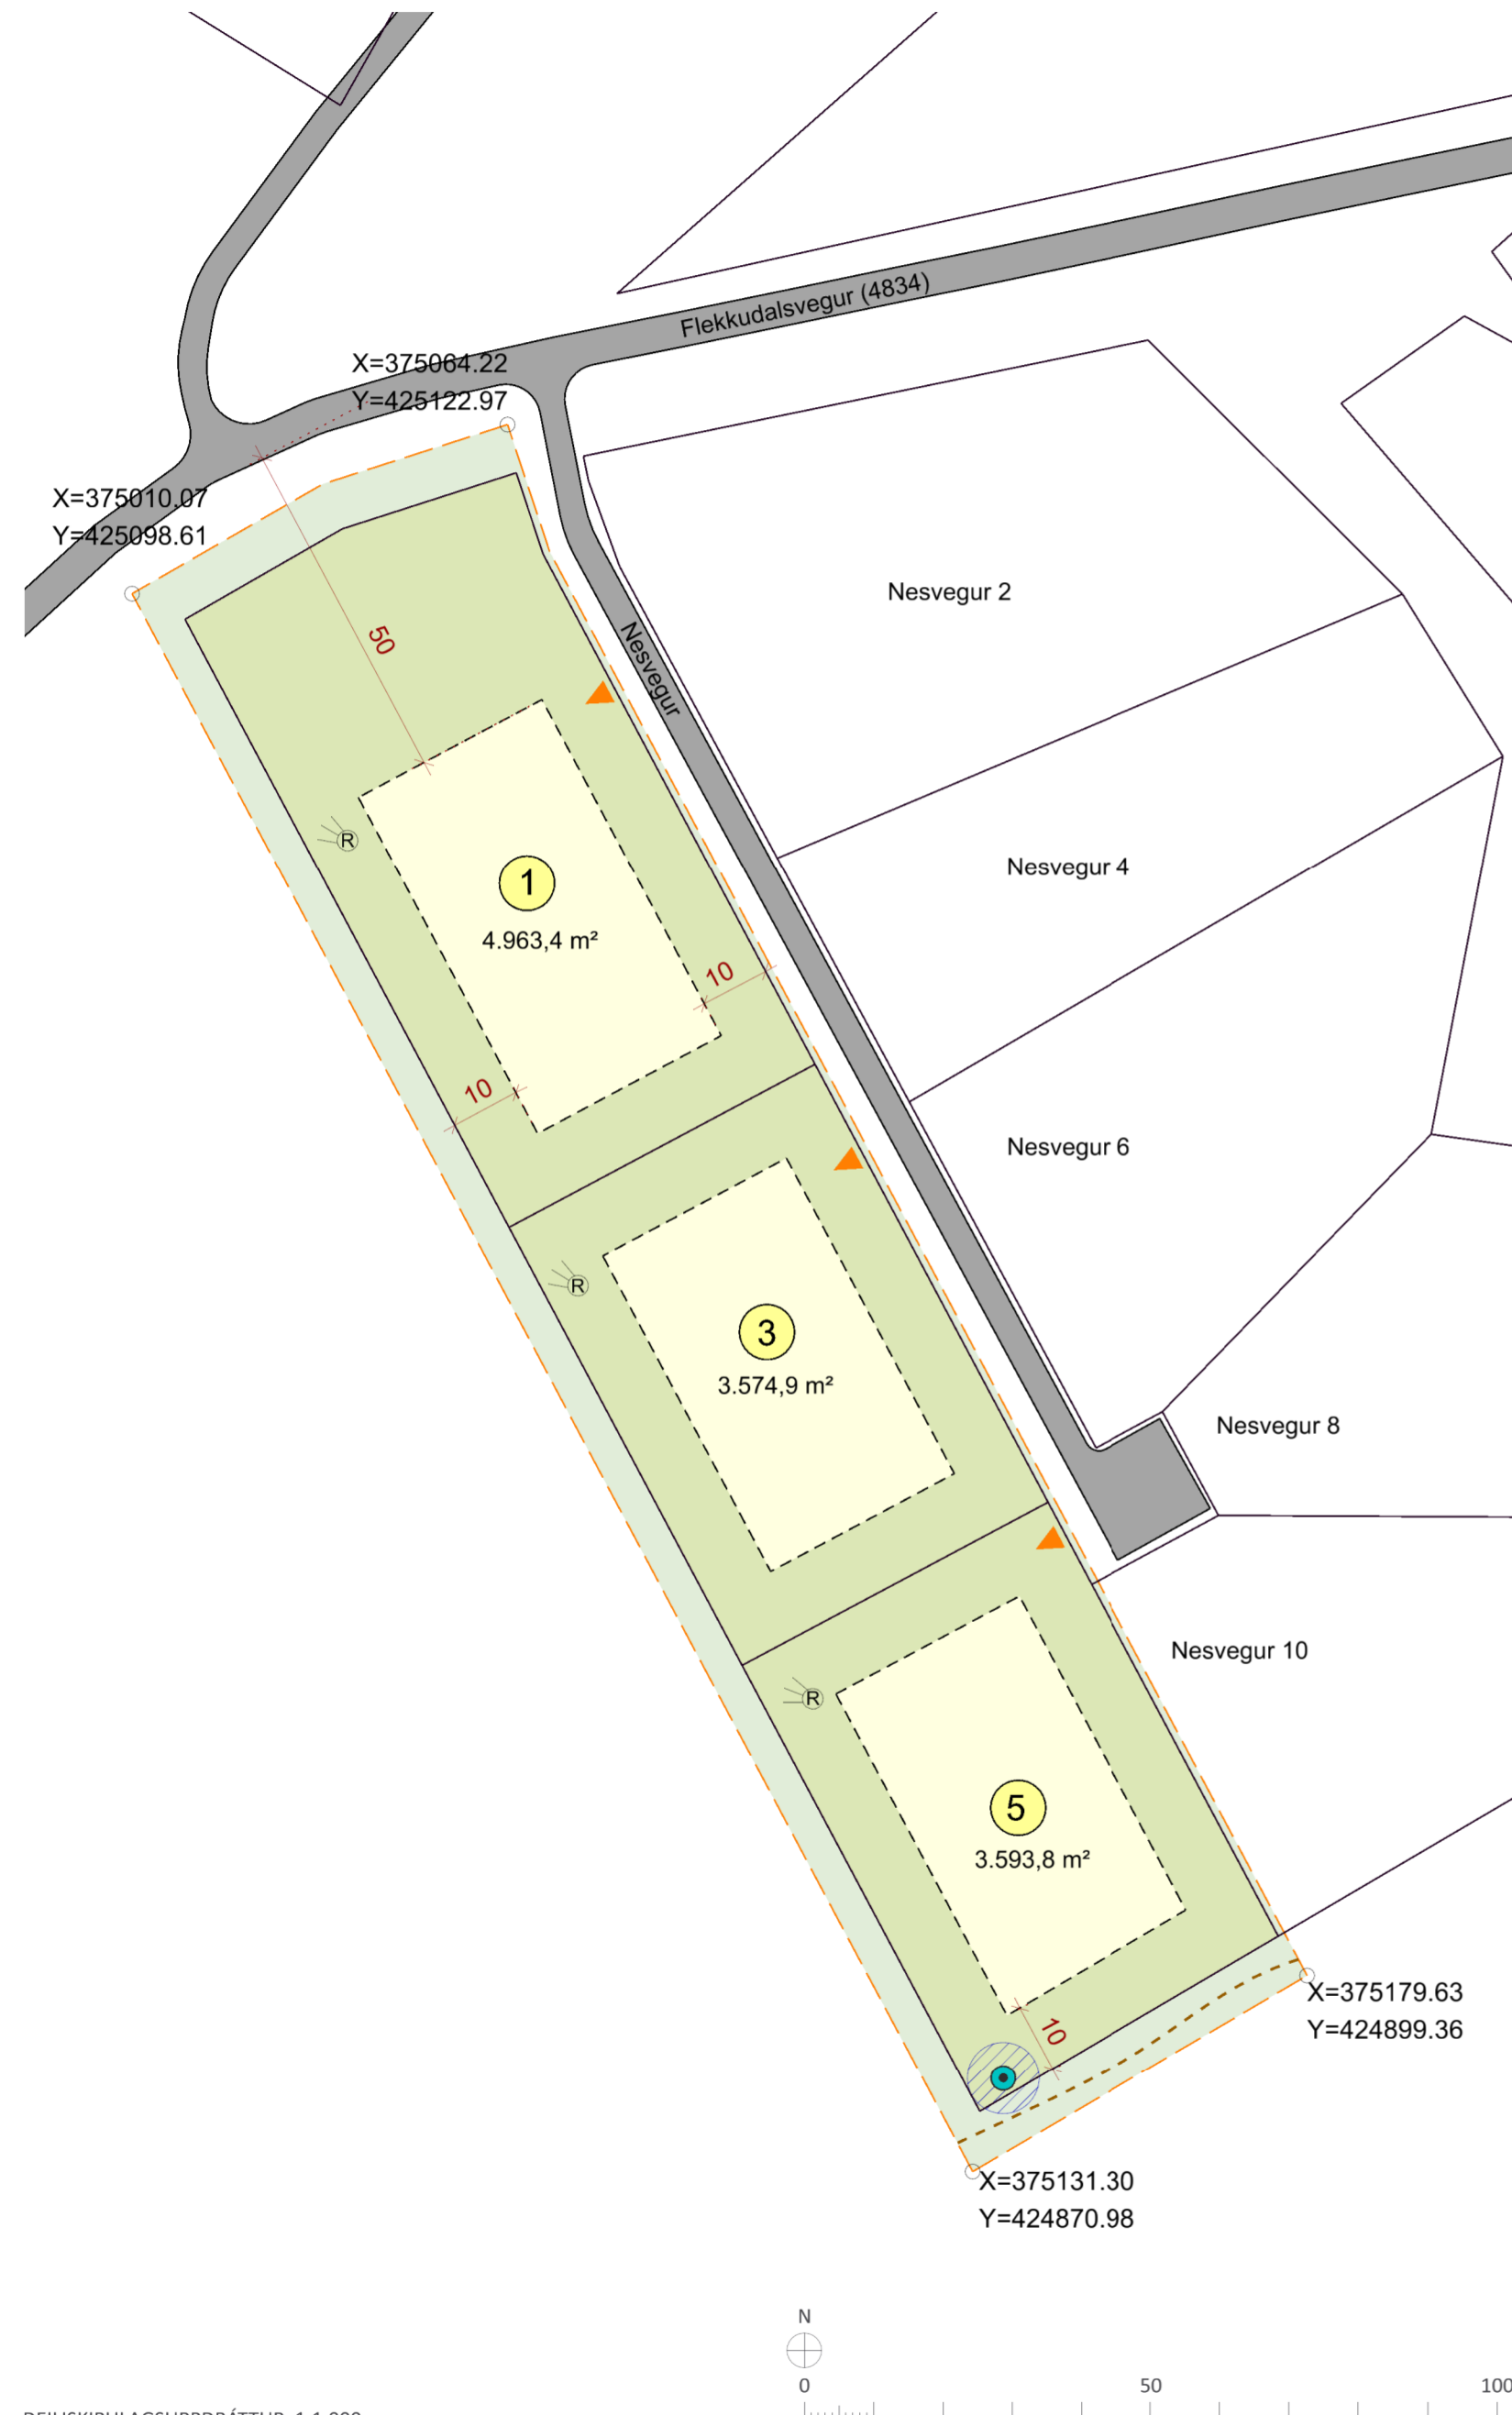 Flekkudalsvegur (4834)
X=375064.22
Y=425122.97
X=375010.07
Y=425098.61
50
Nesvegur 2
Nesvegur
R
1
4.963,4 m²
Nesvegur 4
10
10
Nesvegur 6
R
3
3.574,9 m²
Nesvegur 8
Nesvegur 10
R
5
3.593,8 m²
X=375179.63
Y=424899.36
10
X=375131.30
Y=424870.98
N
0 50 100